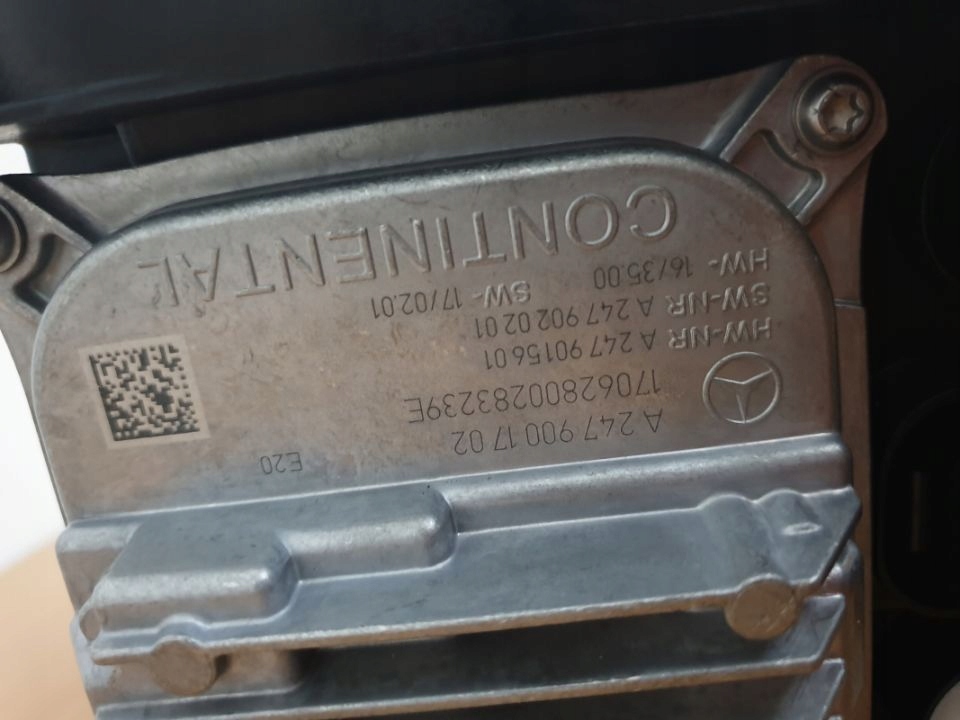 A 247 900 17 02 E20
17062800283239E
HW-NR A 247 901 56 01
SW-NR A 247 902 02 01
HW- 16/35.00 SW- 17/02.01
CONTINENTAL